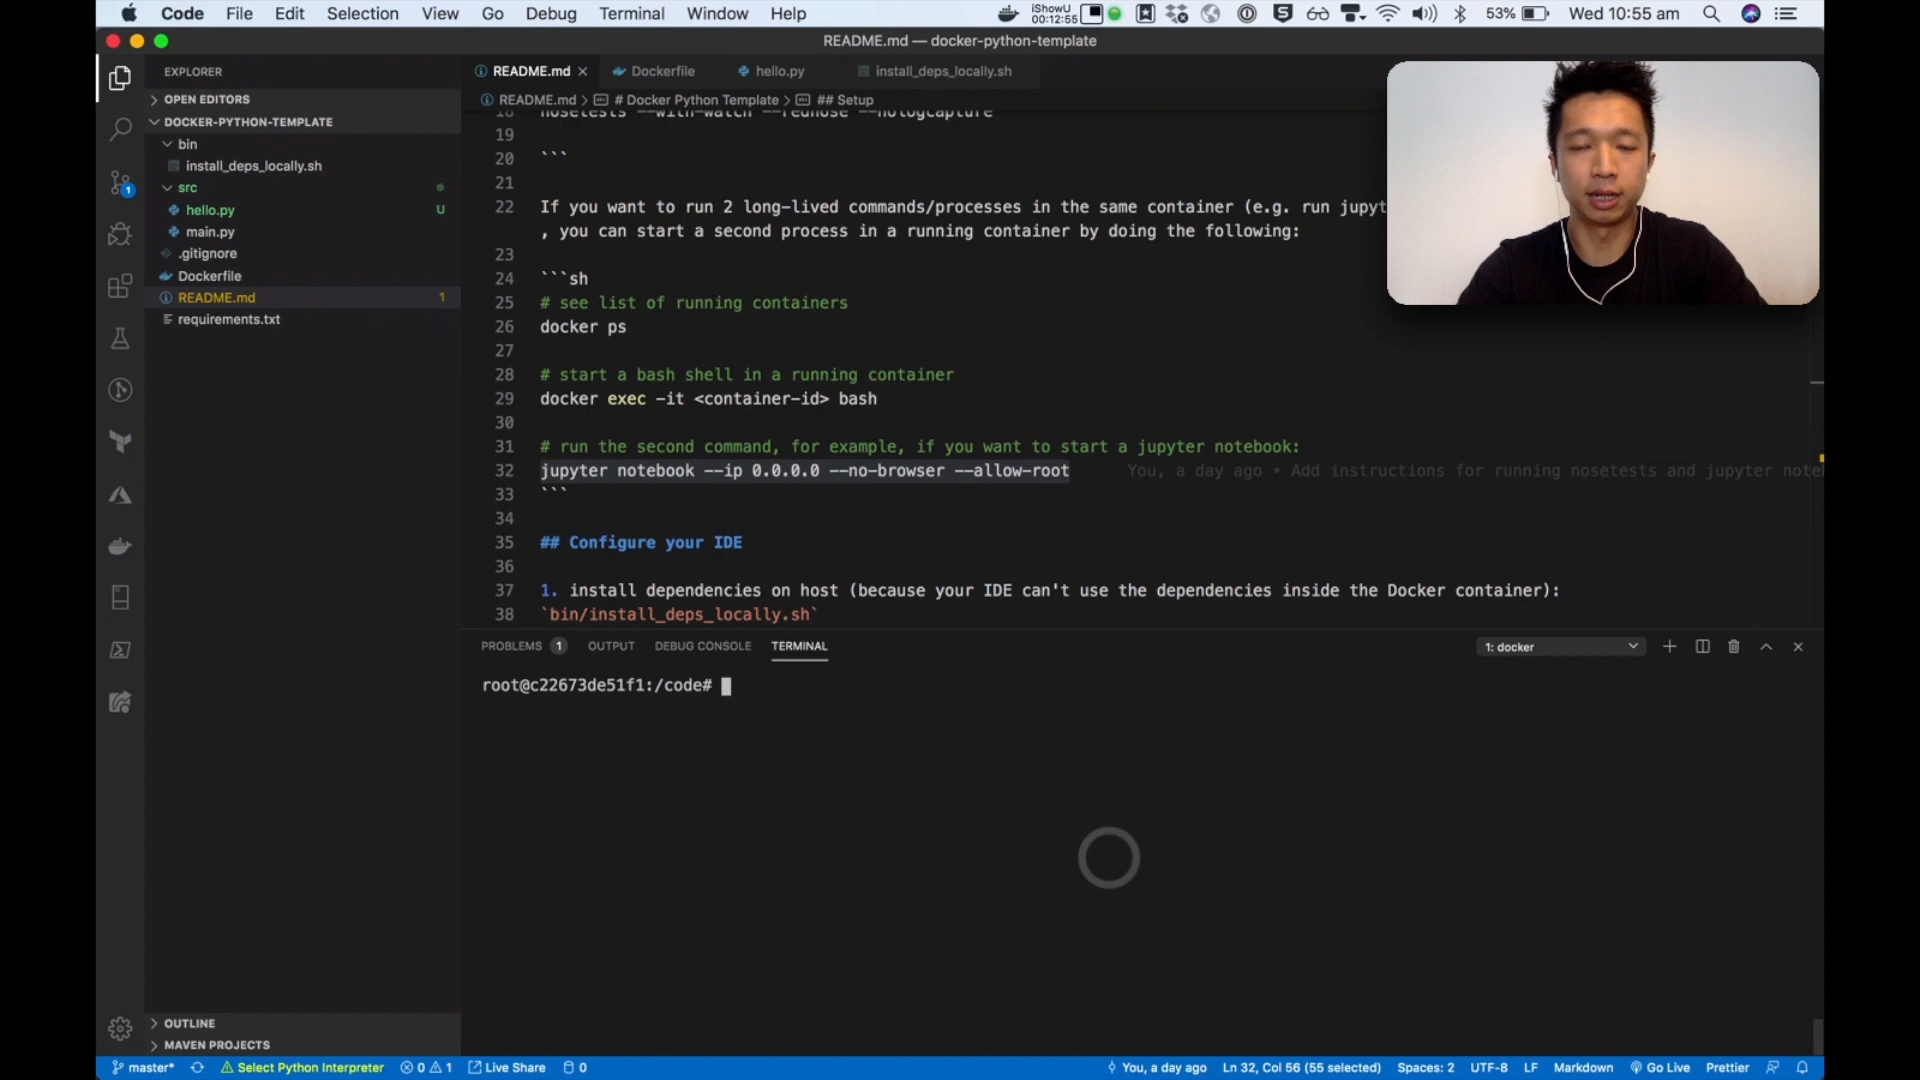 Code File Edit Selection View Go Debug Terminal Window Help
iShowU
00:12:55
53% Wed 10:55 am
README.md — docker-python-template
EXPLORER
OPEN EDITORS
DOCKER-PYTHON-TEMPLATE
bin
install_deps_locally.sh
src
hello.py U
main.py
.gitignore
Dockerfile
README.md 1
requirements.txt
OUTLINE
MAVEN PROJECTS
1
README.md Dockerfile hello.py install_deps_locally.sh
README.md > # Docker Python Template > ## Setup
18 nosetests --with-watch --rednose --nologcapture
19
20 ```
21
22 If you want to run 2 long-lived commands/processes in the same container (e.g. run jupyt
, you can start a second process in a running container by doing the following:
23
24 ```sh
25 # see list of running containers
26 docker ps
27
28 # start a bash shell in a running container
29 docker exec -it <container-id> bash
30
31 # run the second command, for example, if you want to start a jupyter notebook:
32 jupyter notebook --ip 0.0.0.0 --no-browser --allow-root You, a day ago • Add instructions for running nosetests and jupyter note
33 ```
34
35 ## Configure your IDE
36
37 1. install dependencies on host (because your IDE can't use the dependencies inside the Docker container):
38 `bin/install_deps_locally.sh`
PROBLEMS 1 OUTPUT DEBUG CONSOLE TERMINAL 1: docker
root@c22673de51f1:/code#
master* Select Python Interpreter 0 1 Live Share 0 You, a day ago Ln 32, Col 56 (55 selected) Spaces: 2 UTF-8 LF Markdown Go Live Prettier